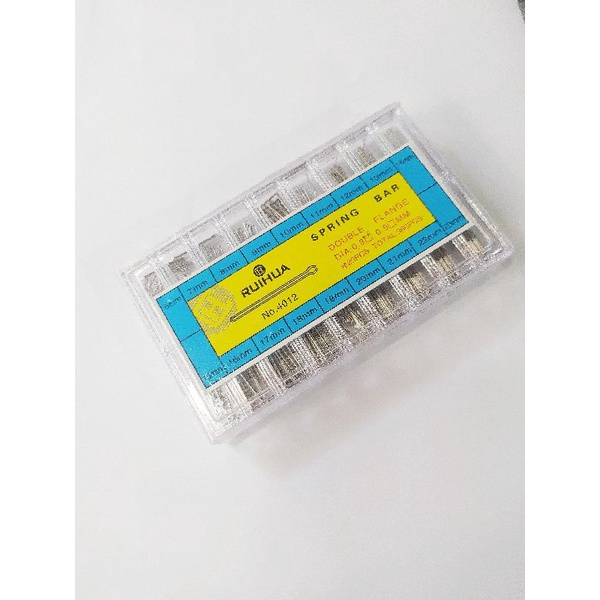 7mm 8mm 9mm 10mm 11mm 12mm
RUIHUA SPRING BAR
DOUBLE FLANGE
No.4012
16mm 17mm 18mm 19mm 20mm 21mm 22mm